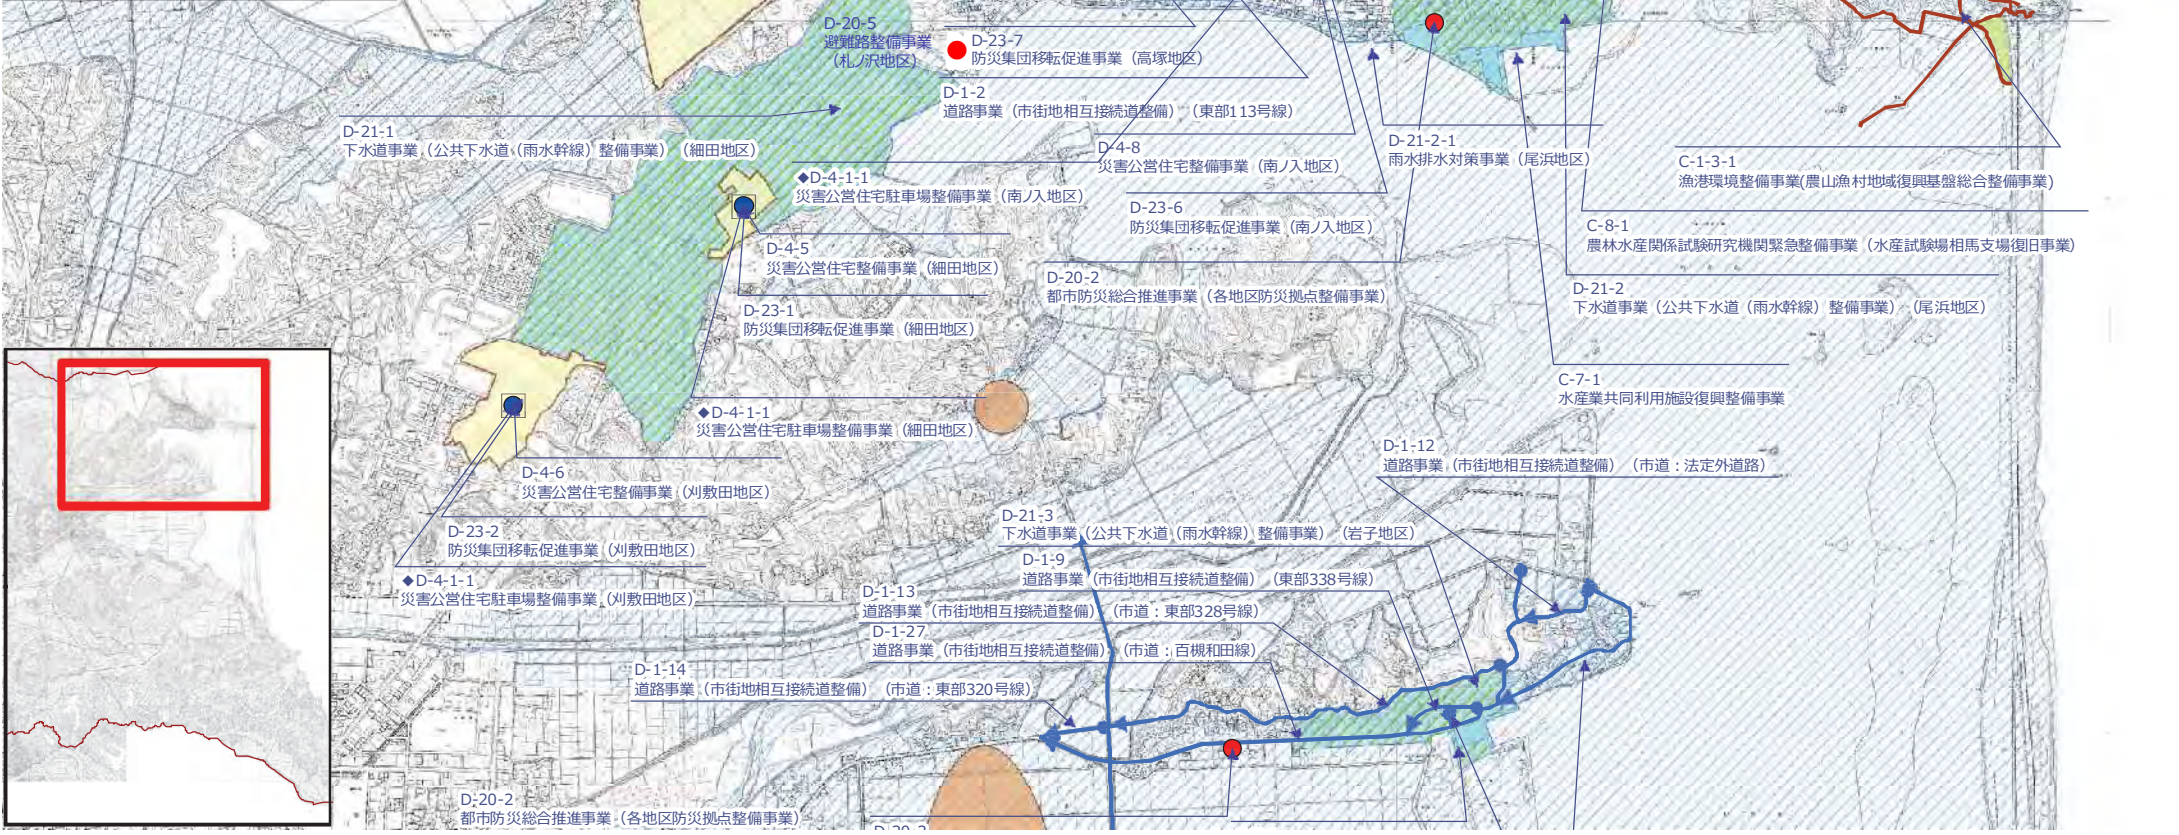 D-20-5
避難路整備事業
（札ノ沢地区）
D-23-7
防災集団移転促進事業（高塚地区）
D-1-2
道路事業（市街地相互接続道整備）（東部113号線）
D-21-1
下水道事業（公共下水道（雨水幹線）整備事業）（細田地区）
D-4-8
災害公営住宅整備事業（南ノ入地区）
D-21-2-1
雨水排水対策事業（尾浜地区）
C-1-3-1
漁港環境整備事業(農山漁村地域復興基盤総合整備事業)
◆D-4-1-1
災害公営住宅駐車場整備事業（南ノ入地区）
D-23-6
防災集団移転促進事業（南ノ入地区）
C-8-1
農林水産関係試験研究機関緊急整備事業（水産試験場相馬支場復旧事業）
D-4-5
災害公営住宅整備事業（細田地区）
D-20-2
都市防災総合推進事業（各地区防災拠点整備事業）
D-21-2
下水道事業（公共下水道（雨水幹線）整備事業）（尾浜地区）
D-23-1
防災集団移転促進事業（細田地区）
C-7-1
水産業共同利用施設復興整備事業
◆D-4-1-1
災害公営住宅駐車場整備事業（細田地区）
D-1-12
道路事業（市街地相互接続道整備）（市道：法定外道路）
D-4-6
災害公営住宅整備事業（刈敷田地区）
D-21-3
下水道事業（公共下水道（雨水幹線）整備事業）（岩子地区）
D-23-2
防災集団移転促進事業（刈敷田地区）
D-1-9
道路事業（市街地相互接続道整備）（東部338号線）
◆D-4-1-1
災害公営住宅駐車場整備事業（刈敷田地区）
D-1-13
道路事業（市街地相互接続道整備）（市道：東部328号線）
D-1-27
道路事業（市街地相互接続道整備）（市道：百槻和田線）
D-1-14
道路事業（市街地相互接続道整備）（市道：東部320号線）
D-20-2
都市防災総合推進事業（各地区防災拠点整備事業）
D-20-2